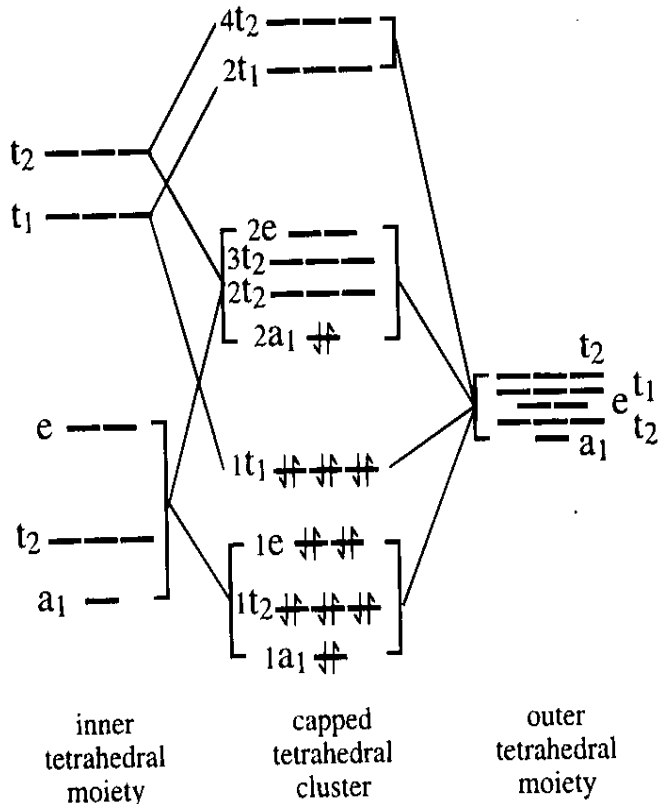 4t2
2t1
t2
t1
2e
3t2
2t2
2a1
t2
t1
e
t2
a1
e
1t1
t2
1e
a1
1t2
1a1
inner
tetrahedral
moiety
capped
tetrahedral
cluster
outer
tetrahedral
moiety